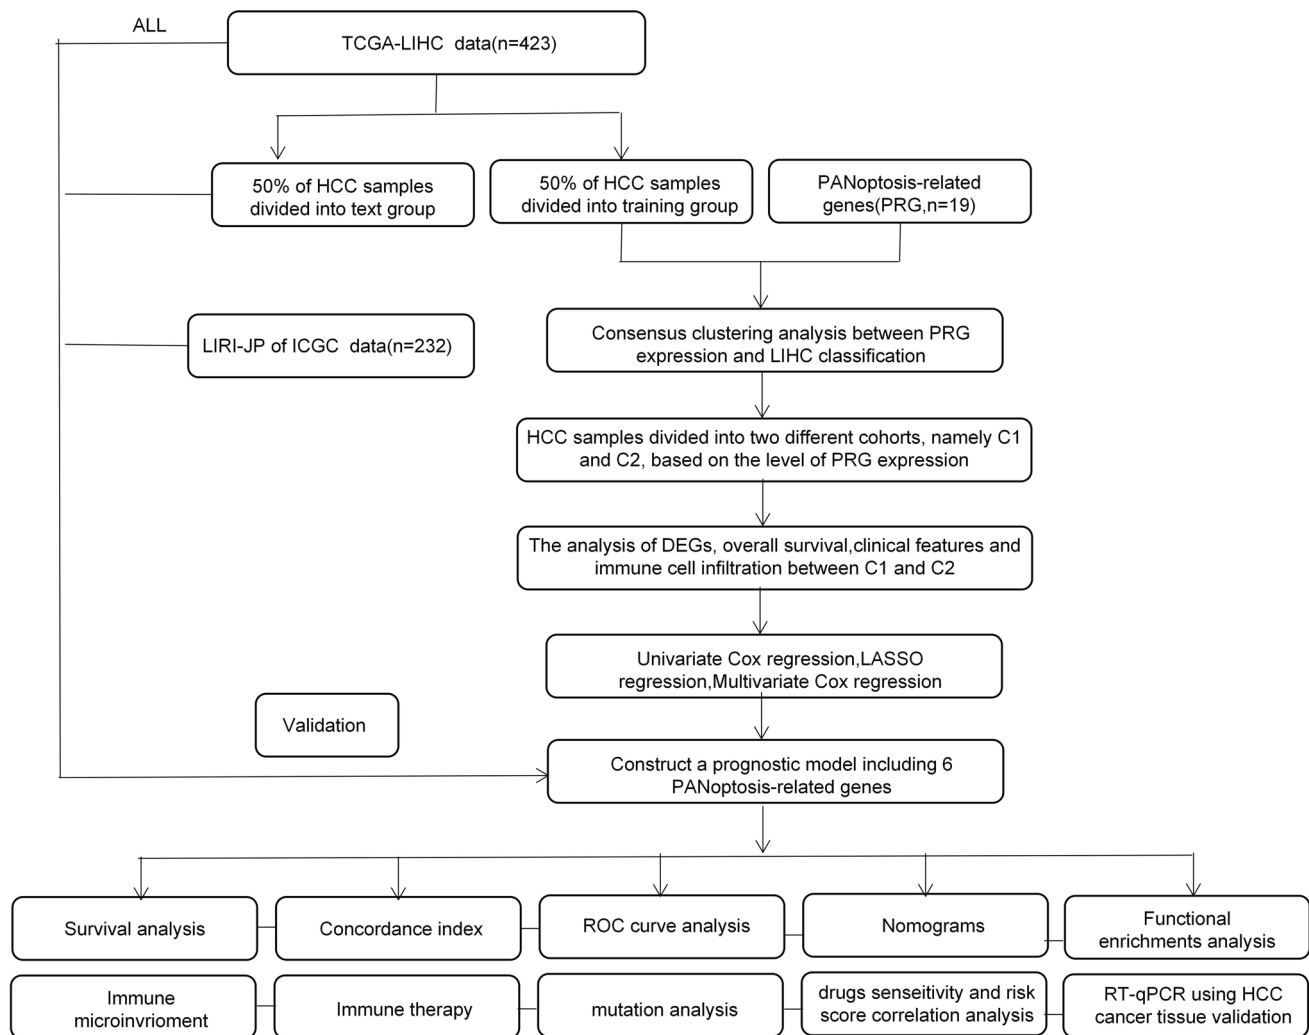 ALL
TCGA-LIHC data(n=423)
50% of HCC samples
divided into text group
50% of HCC samples
divided into training group
PANoptosis-related
genes(PRG,n=19)
LIRI-JP of ICGC data(n=232)
Consensus clustering analysis between PRG
expression and LIHC classification
HCC samples divided into two different cohorts, namely C1
and C2, based on the level of PRG expression
The analysis of DEGs, overall survival,clinical features and
immune cell infiltration between C1 and C2
Univariate Cox regression,LASSO
regression,Multivariate Cox regression
Validation
Construct a prognostic model including 6
PANoptosis-related genes
Survival analysis
Concordance index
ROC curve analysis
Nomograms
Functional
enrichments analysis
Immune
microinvrioment
Immune therapy
mutation analysis
drugs senseitivity and risk
score correlation analysis
RT-qPCR using HCC
cancer tissue validation